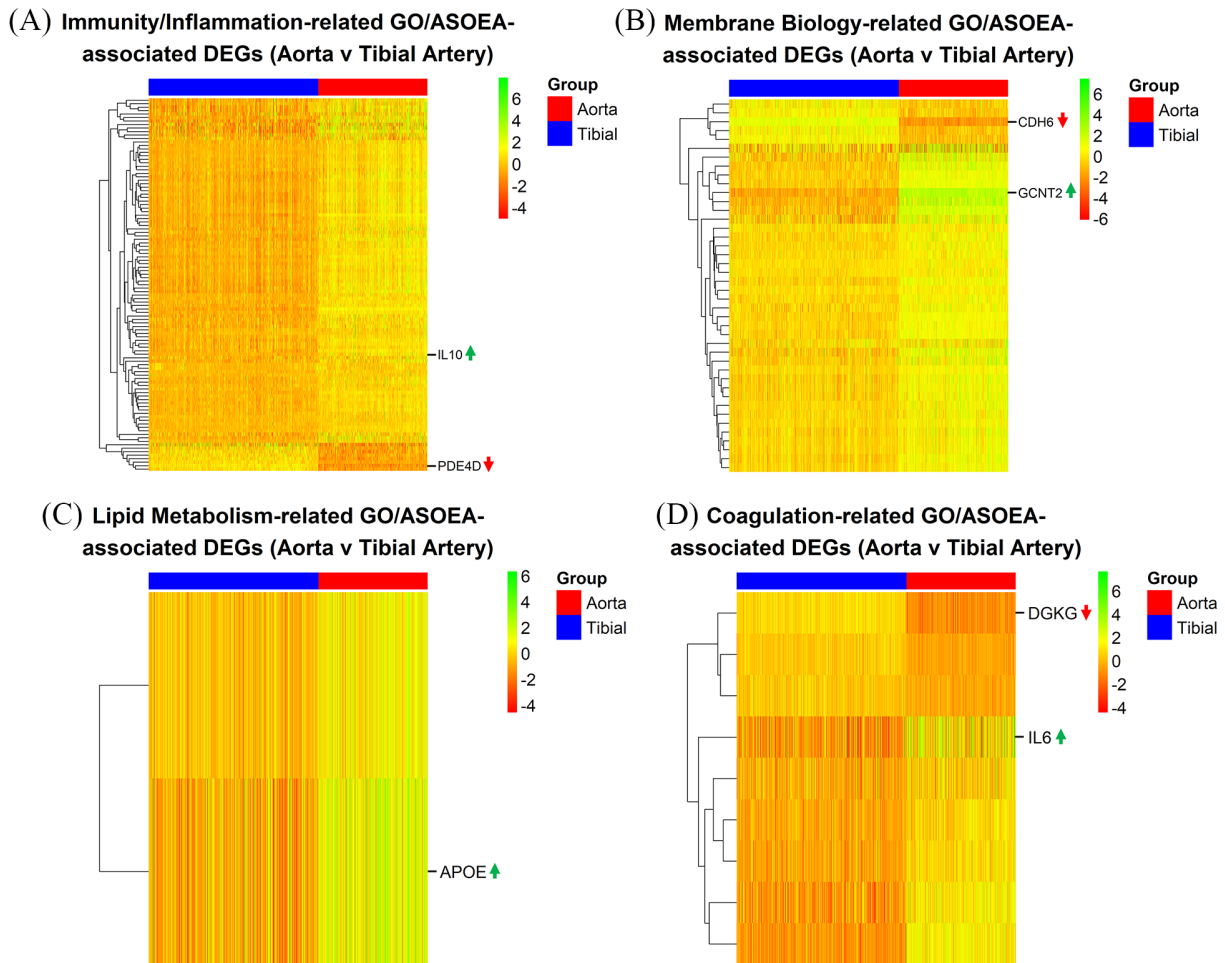 (A) Immunity/Inflammation-related GO/ASOEA-
associated DEGs (Aorta v Tibial Artery)
Group
Aorta
Tibial
6
4
2
0
-2
-4
IL10
PDE4D
(B) Membrane Biology-related GO/ASOEA-
associated DEGs (Aorta v Tibial Artery)
Group
Aorta
Tibial
6
4
2
0
-2
-4
-6
CDH6
GCNT2
(C) Lipid Metabolism-related GO/ASOEA-
associated DEGs (Aorta v Tibial Artery)
Group
Aorta
Tibial
6
4
2
0
-2
-4
APOE
(D) Coagulation-related GO/ASOEA-
associated DEGs (Aorta v Tibial Artery)
Group
Aorta
Tibial
6
4
2
0
-2
-4
DGKG
IL6